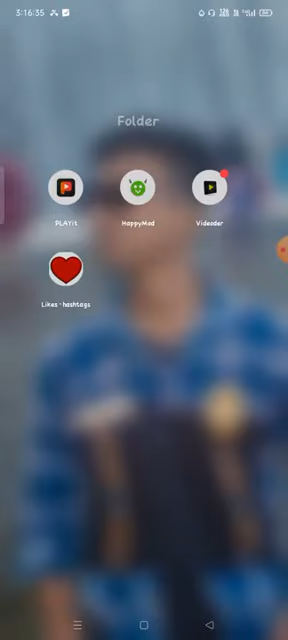 3:16:35
Folder
PLAYit
HappyMod
Videoder
Likes - hashtags